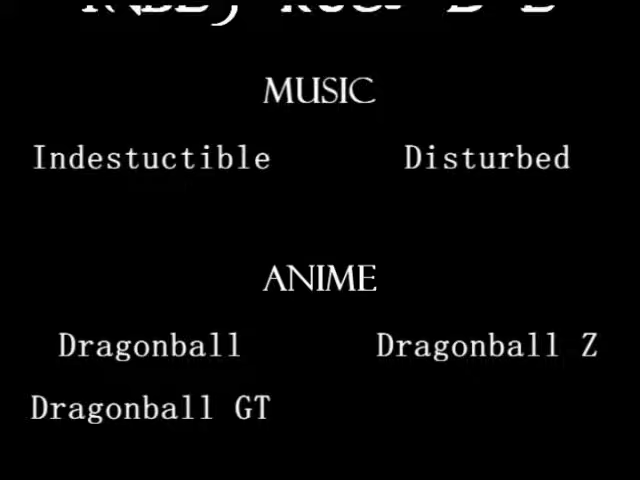 MUSIC
Indestuctible Disturbed
ANIME
Dragonball Dragonball Z
Dragonball GT